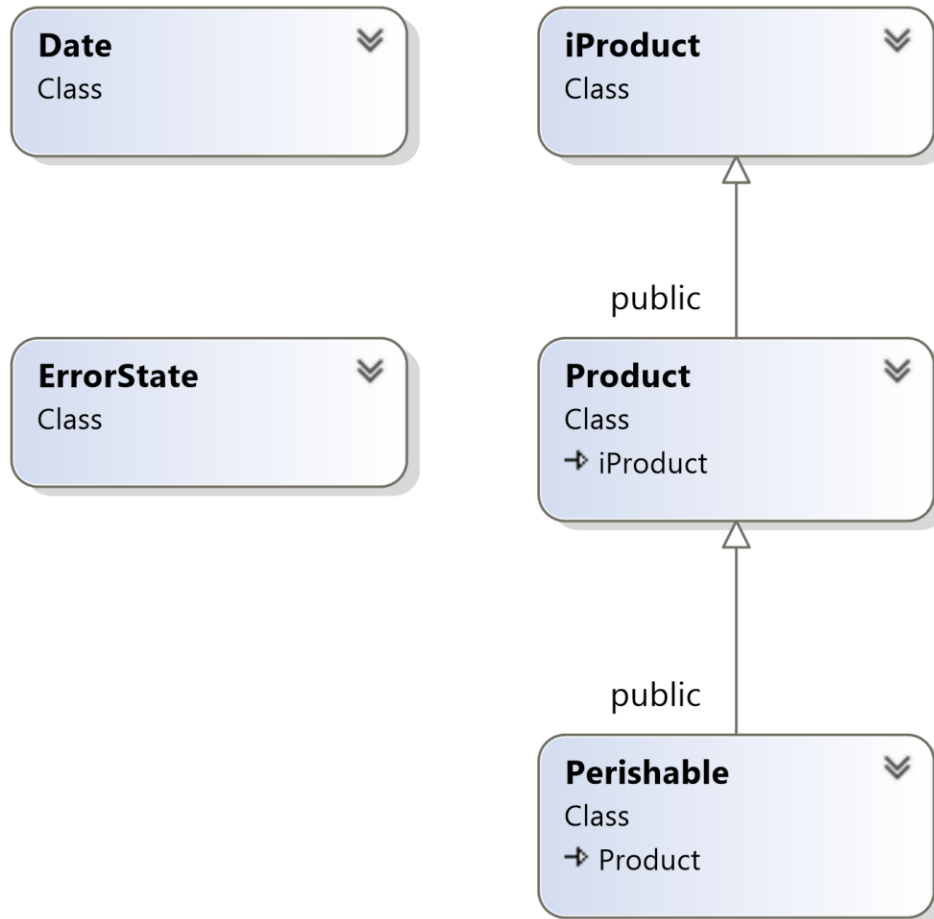 Date
Class
iProduct
Class
public
ErrorState
Class
Product
Class
iProduct
public
Perishable
Class
Product